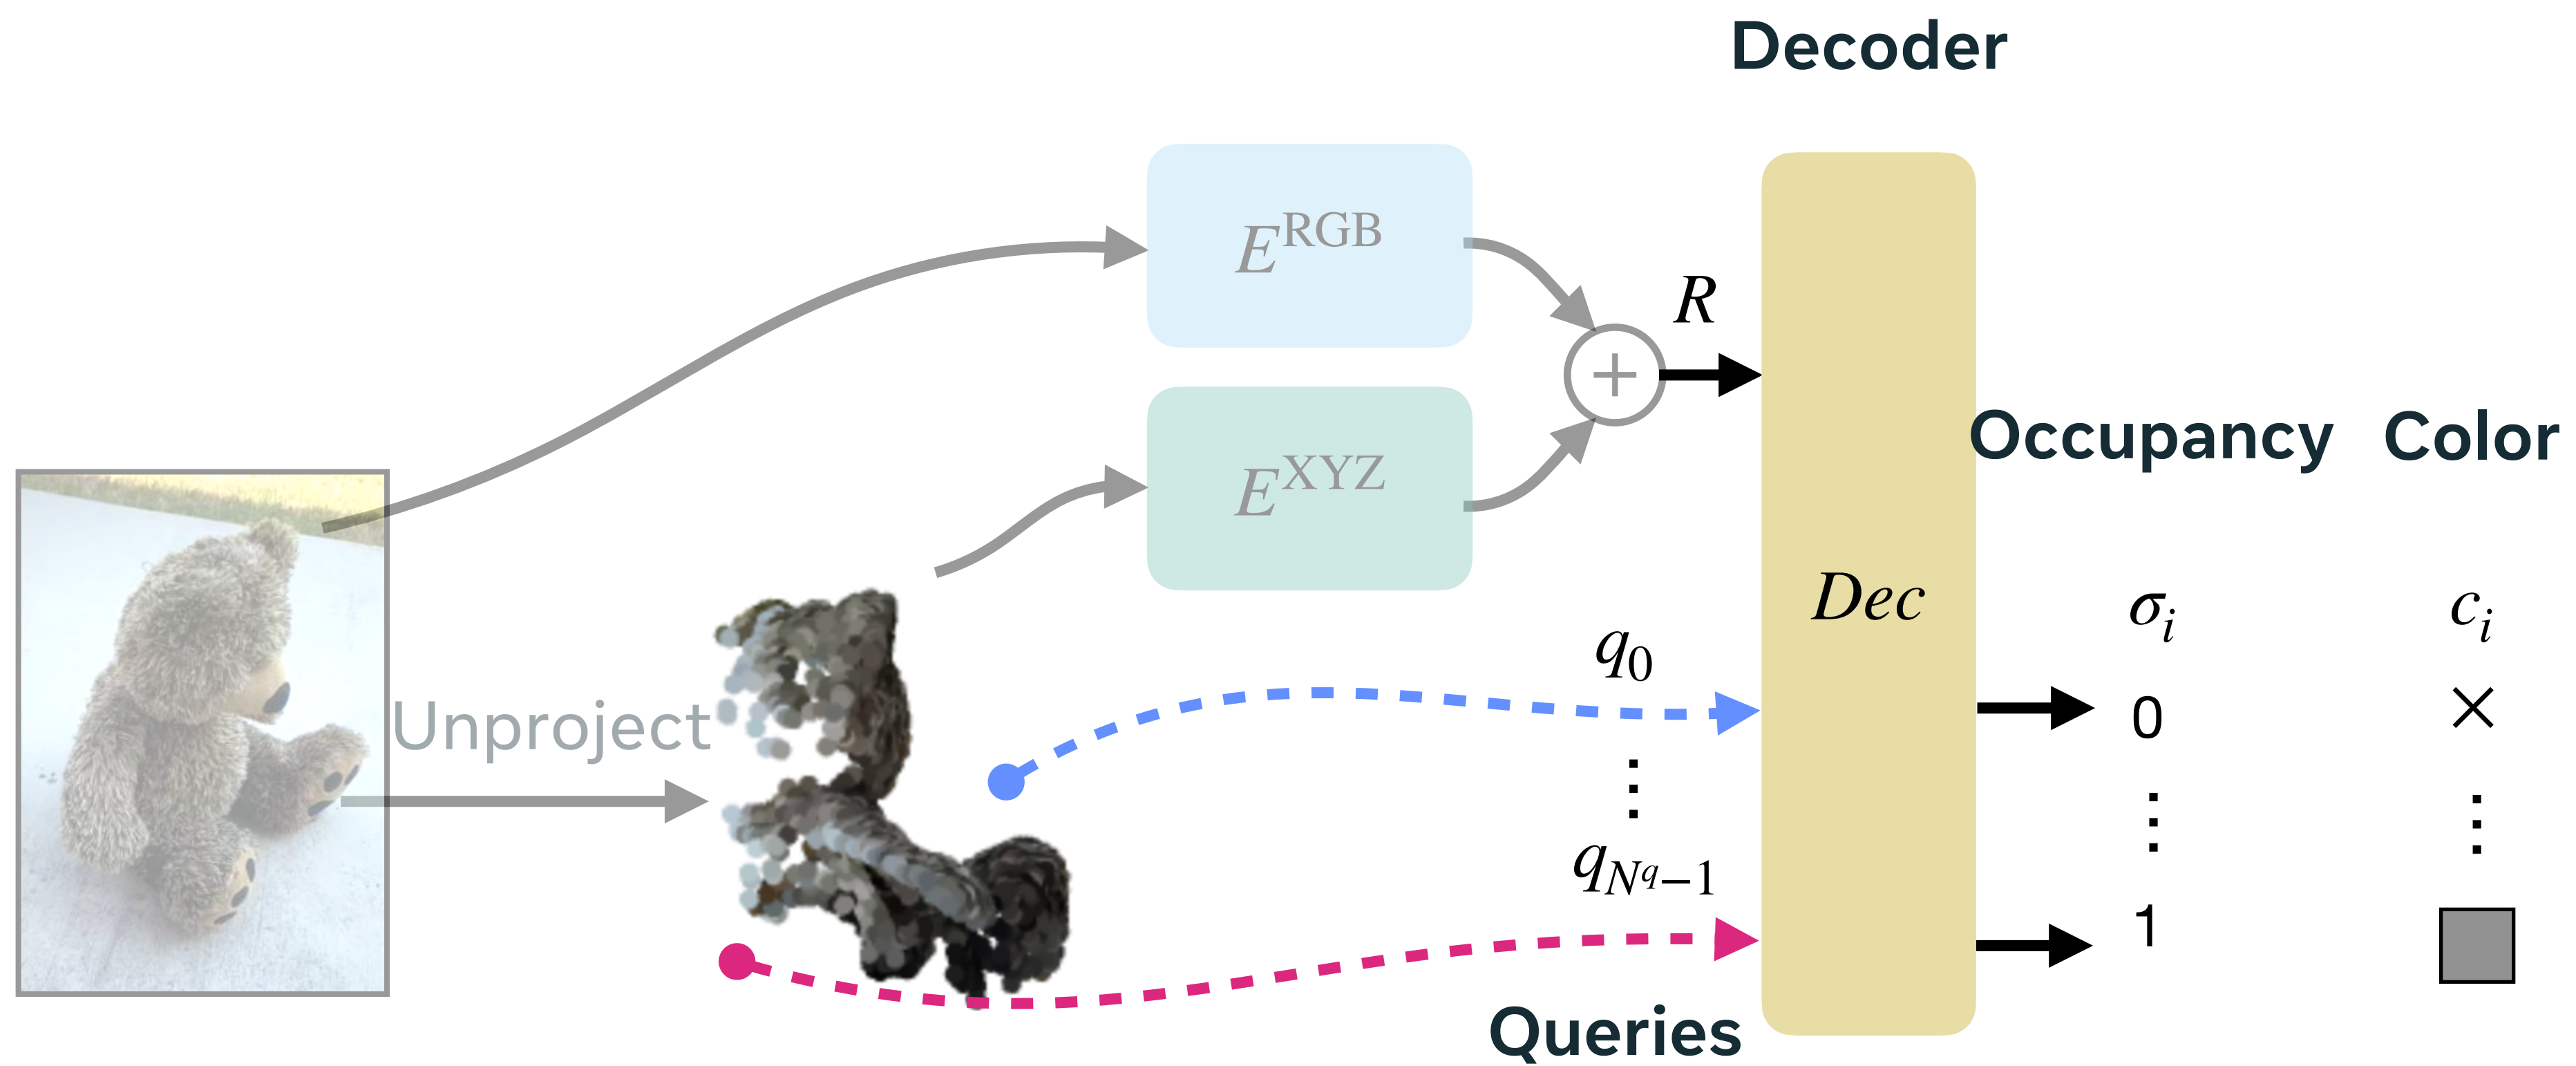 Decoder
E^RGB
R
+
E^XYZ
Occupancy Color
Dec
σ_i c_i
q_0
Unproject
0 ×
⋮
q_{N^q−1}
⋮ ⋮
1
Queries